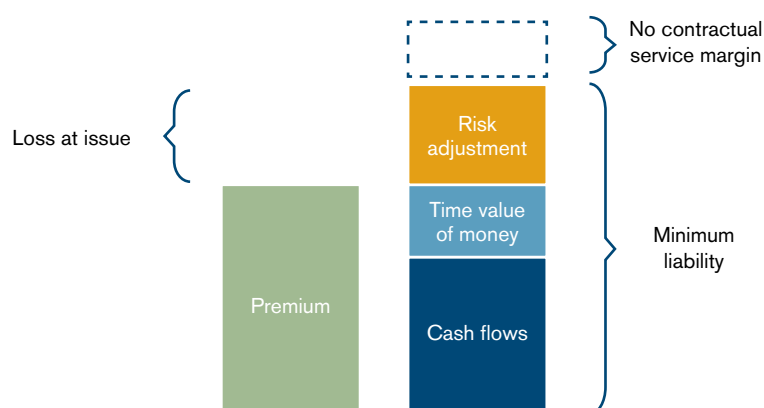 No contractual
service margin
Loss at issue
Risk
adjustment
Time value
of money
Minimum
liability
Premium
Cash flows